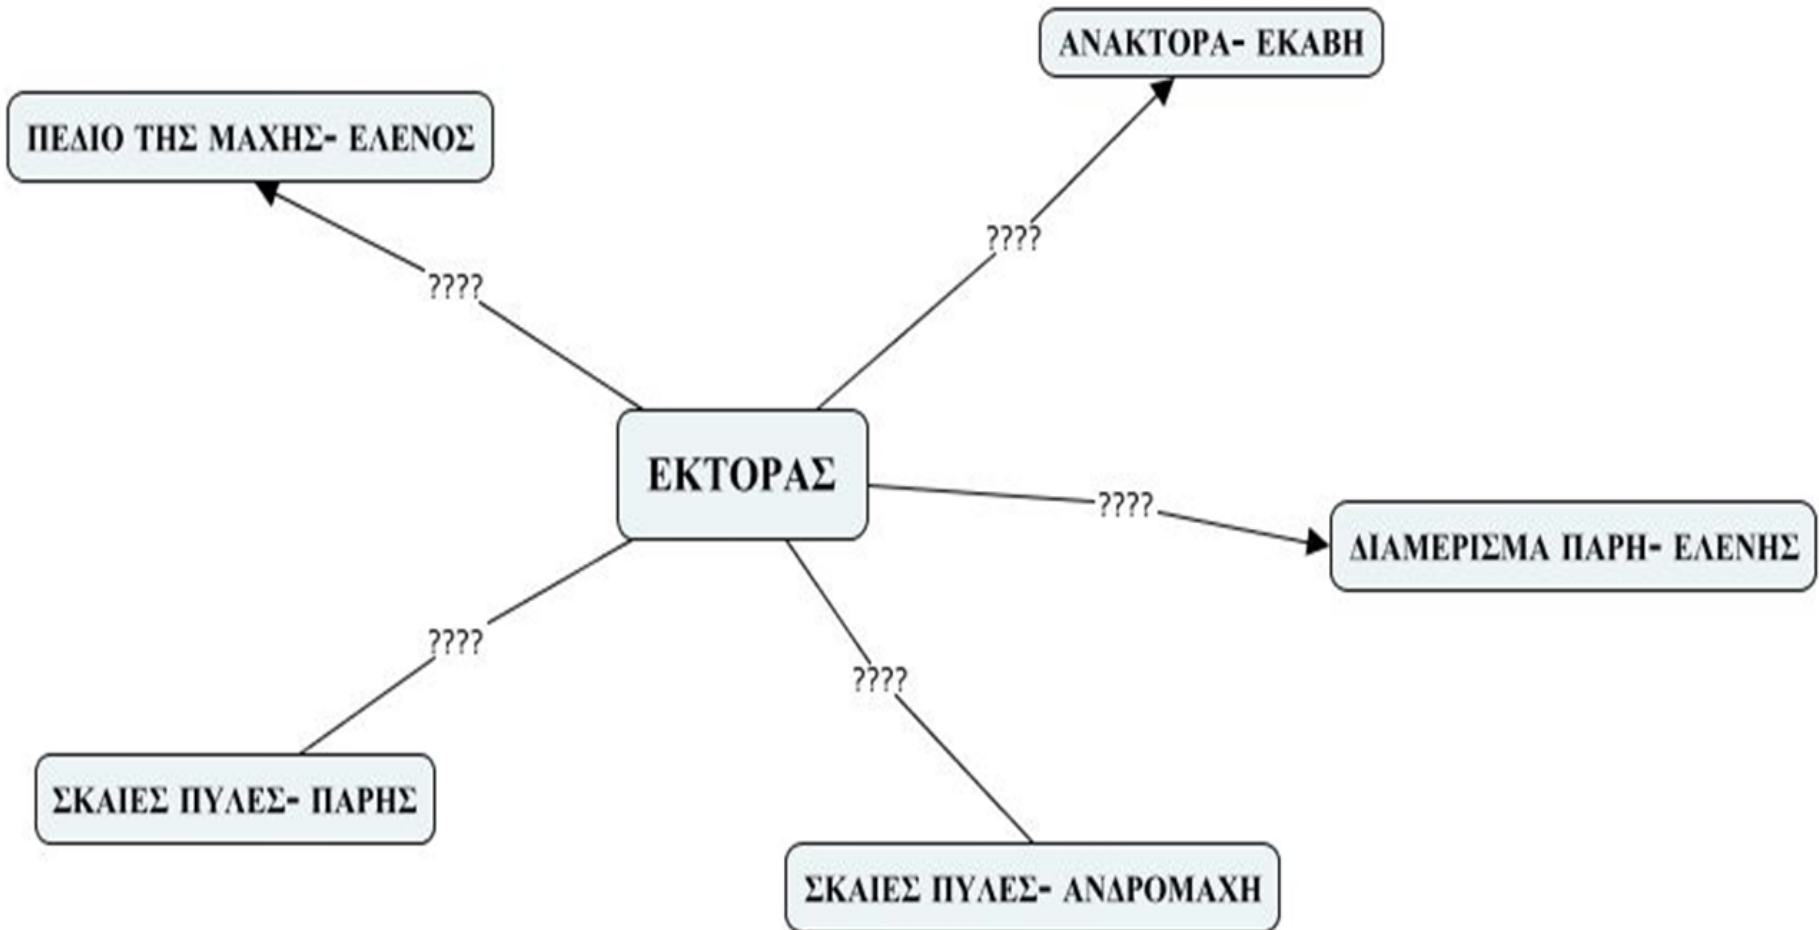 ΑΝΑΚΤΟΡΑ- ΕΚΑΒΗ
ΠΕΔΙΟ ΤΗΣ ΜΑΧΗΣ- ΕΛΕΝΟΣ
????
????
ΕΚΤΟΡΑΣ
????
ΔΙΑΜΕΡΙΣΜΑ ΠΑΡΗ- ΕΛΕΝΗΣ
????
????
ΣΚΑΙΕΣ ΠΥΛΕΣ- ΠΑΡΗΣ
ΣΚΑΙΕΣ ΠΥΛΕΣ- ΑΝΔΡΟΜΑΧΗ